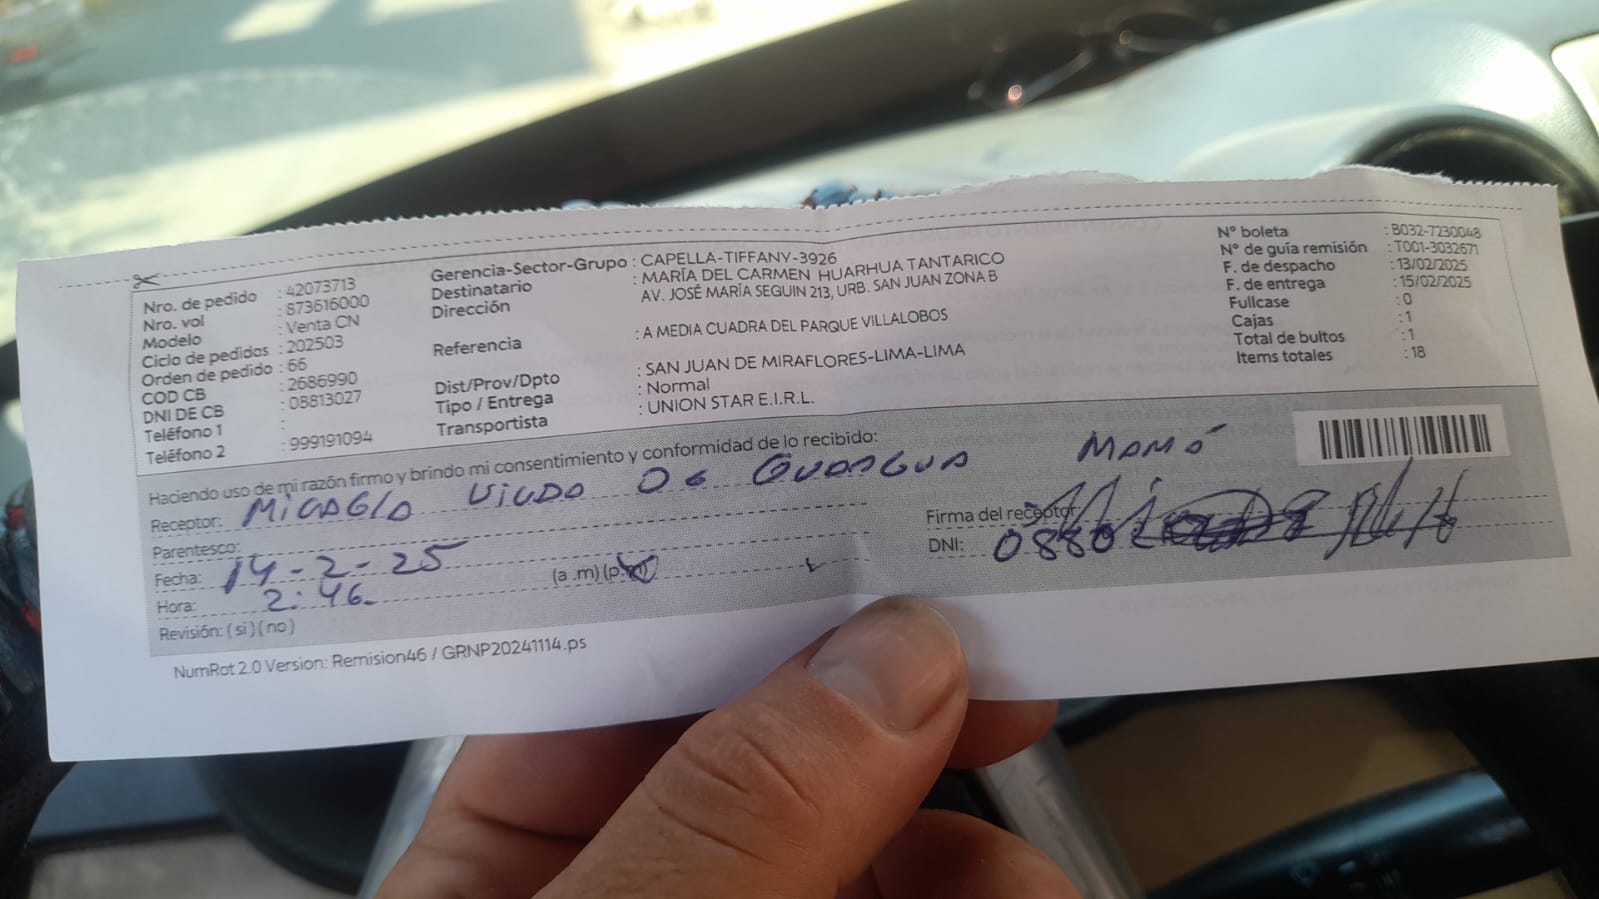 Nro. de pedido : 42073713
Nro. vol : 873616000
Modelo : Venta CN
Ciclo de pedidos : 202503
Orden de pedido : 66
COD CB : 2686990
DNI DE CB : 08813027
Teléfono 1 :
Teléfono 2 : 999191094
Gerencia-Sector-Grupo : CAPELLA-TIFFANY-3926
Destinatario : MARÍA DEL CARMEN HUARHUA TANTARICO
Dirección AV. JOSÉ MARÍA SEGUIN 213, URB. SAN JUAN ZONA B
Referencia : A MEDIA CUADRA DEL PARQUE VILLALOBOS
Dist/Prov/Dpto : SAN JUAN DE MIRAFLORES-LIMA-LIMA
Tipo / Entrega : Normal
Transportista : UNION STAR E.I.R.L.
N° boleta : B032-7230048
N° de guía remisión : T001-3032671
F. de despacho : 13/02/2025
F. de entrega : 15/02/2025
Fullcase : 0
Cajas : 1
Total de bultos : 1
Items totales : 18
Haciendo uso de mi razón firmo y brindo mi consentimiento y conformidad de lo recibido:
Receptor: VIUDA DE MAMÁ
Parentesco:
Fecha: 14-2-25
Hora: 2:46 (a.m) (p.m)
Revisión: ( si ) ( no )
Firma del receptor
DNI:
NumRot 2.0 Version: Remision46 / GRNP20241114.ps